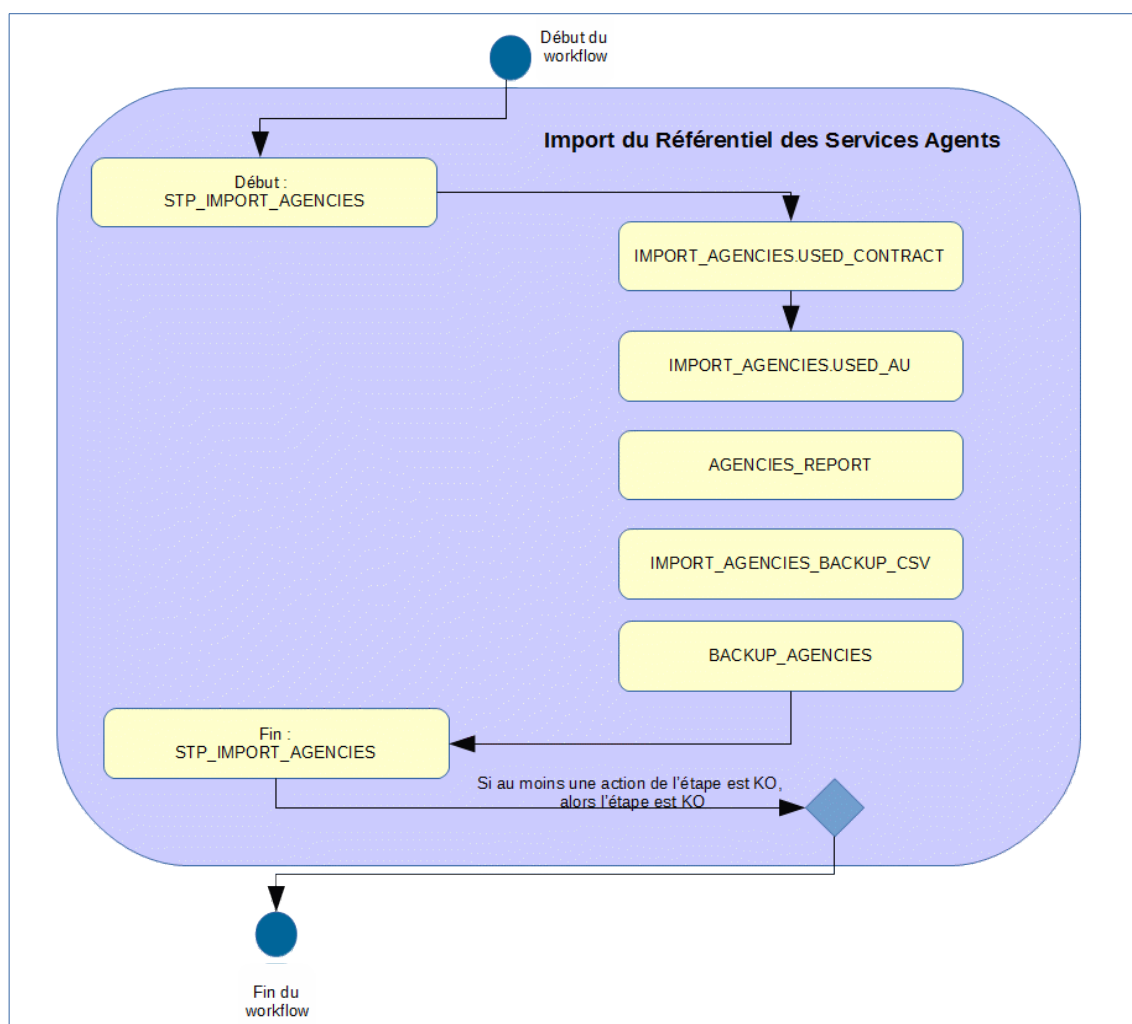 Début du
workflow
Import du Référentiel des Services Agents
Début :
STP_IMPORT_AGENCIES
IMPORT_AGENCIES.USED_CONTRACT
IMPORT_AGENCIES.USED_AU
AGENCIES_REPORT
IMPORT_AGENCIES_BACKUP_CSV
BACKUP_AGENCIES
Fin :
STP_IMPORT_AGENCIES
Si au moins une action de l'étape est KO,
alors l'étape est KO
Fin du
workflow